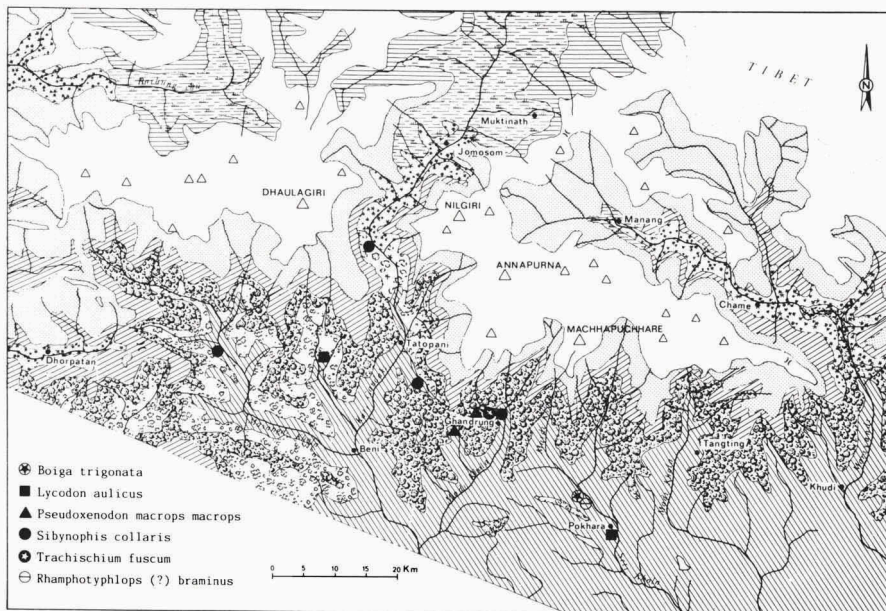 TIBET
N
Muktinath
Jomosom
DHAULAGIRI
NILGIRI
Manang
ANNAPURNA
Chame
MACHHAPUCHHARE
Tatopani
Dhorpatan
Ghandrung
Beni
Tangting
Khudi
Pokhara
Boiga trigonata
Lycodon aulicus
Pseudoxenodon macrops macrops
Sibynophis collaris
Trachischium fuscum
Rhamphotyphlops (?) braminus
0 5 10 15 20 Km